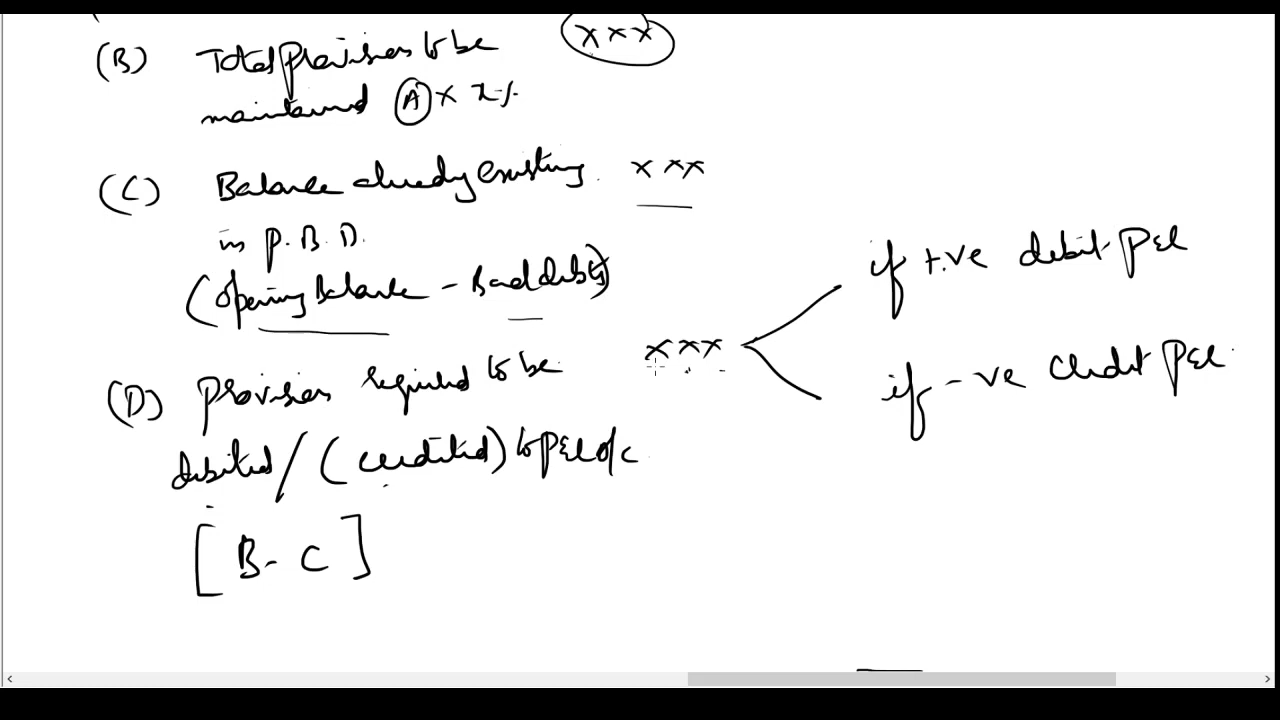 (B) Total provision to be xxx
maintained (A) x x%
(C) Balance already existing xxx
in P.B.D.
(Opening Balance - Bad debts)
(D) Provision required to be xxx
debited / (credited) to P&L a/c
[B - C]
if +ve debit P&L
if -ve credit P&L